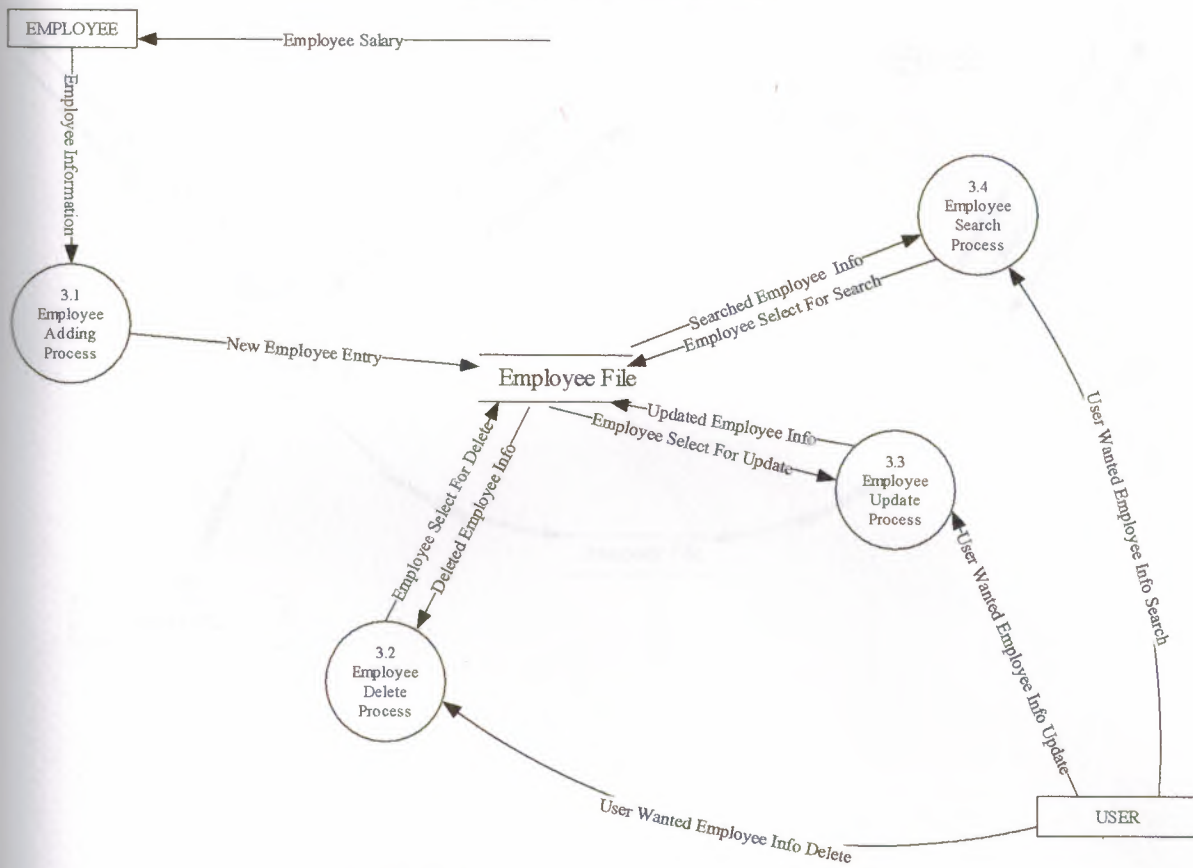 EMPLOYEE
Employee Salary
Employee Information
3.1
Employee
Adding
Process
New Employee Entry
3.4
Employee
Search
Process
Searched Employee Info
Employee Select For Search
Employee File
Updated Employee Info
Employee Select For Update
3.3
Employee
Update
Process
Employee Select For Delete
Deleted Employee Info
3.2
Employee
Delete
Process
User Wanted Employee Info Search
User Wanted Employee Info Update
User Wanted Employee Info Delete
USER